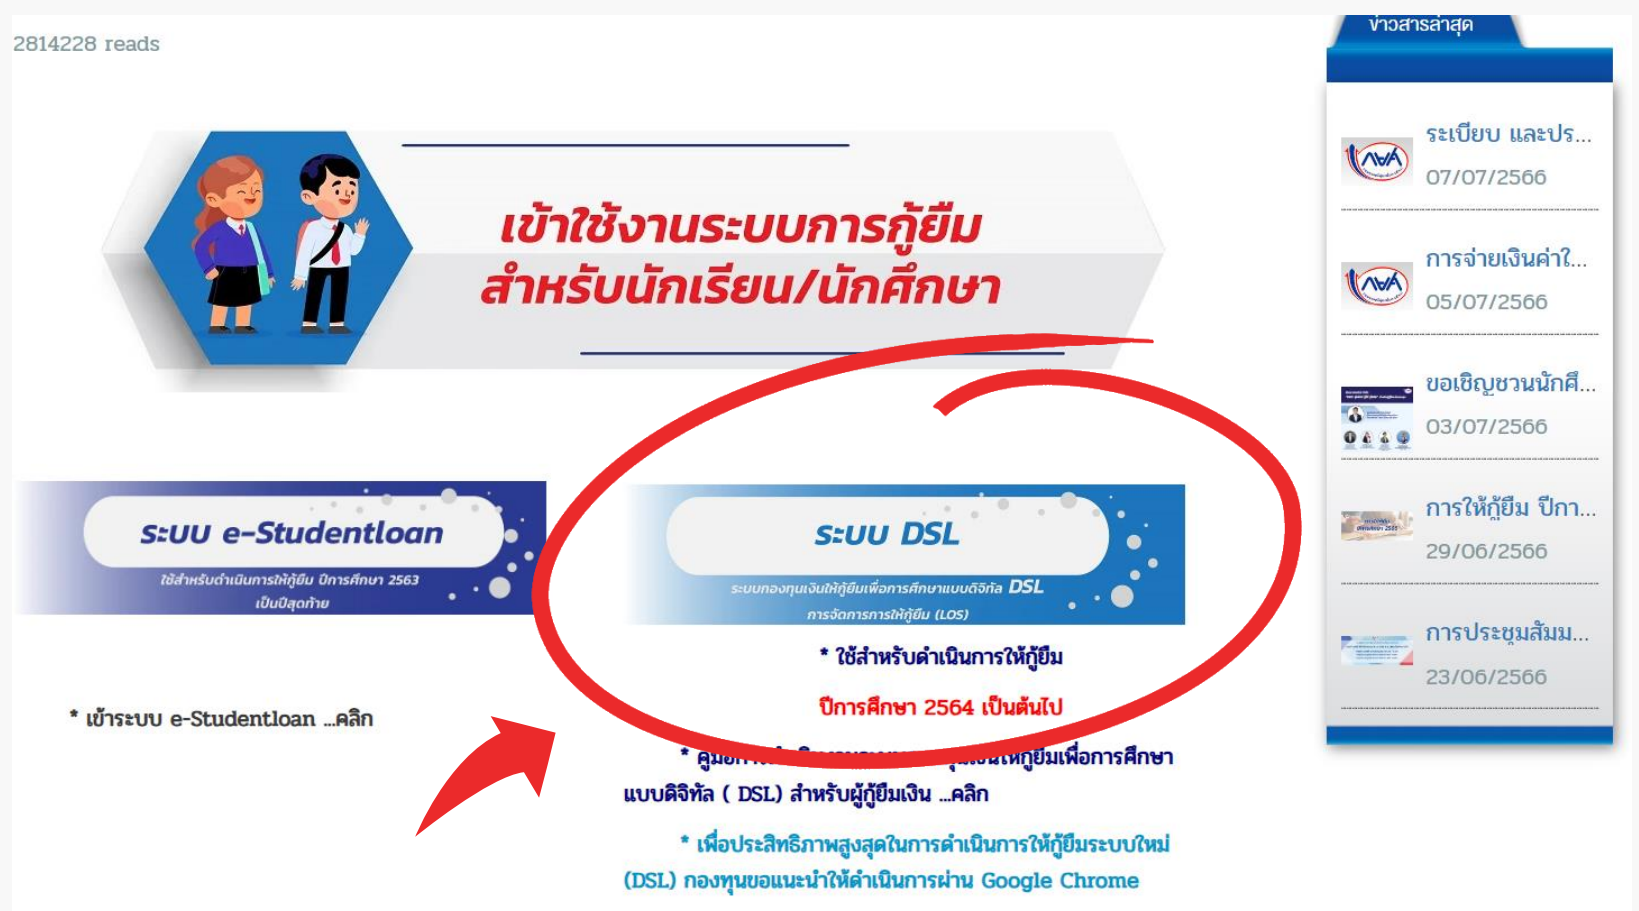 2814228 reads
เข้าใช้งานระบบการกู้ยืม
สำหรับนักเรียน/นักศึกษา
ระบบ e-Studentloan
ใช้สำหรับดำเนินการให้กู้ยืม ปีการศึกษา 2563
เป็นปีสุดท้าย
* เข้าระบบ e-Studentloan ...คลิก
ระบบ DSL
ระบบกองทุนเงินให้กู้ยืมเพื่อการศึกษาแบบดิจิทัล DSL
การจัดการการให้กู้ยืม (LOS)
* ใช้สำหรับดำเนินการให้กู้ยืม
ปีการศึกษา 2564 เป็นต้นไป
* ให้กู้ยืมเพื่อการศึกษา
แบบดิจิทัล ( DSL) สำหรับผู้กู้ยืมเงิน ...คลิก
* เพื่อประสิทธิภาพสูงสุดในการดำเนินการให้กู้ยืมระบบใหม่
(DSL) กองทุนขอแนะนำให้ดำเนินการผ่าน Google Chrome
ข่าวสารล่าสุด
กยศ
ระเบียบ และปร...
07/07/2566
กยศ
การจ่ายเงินค่าใ...
05/07/2566
ขอเชิญชวนนักศึ...
03/07/2566
การให้กู้ยืม ปีกา...
29/06/2566
การประชุมสัมม...
23/06/2566